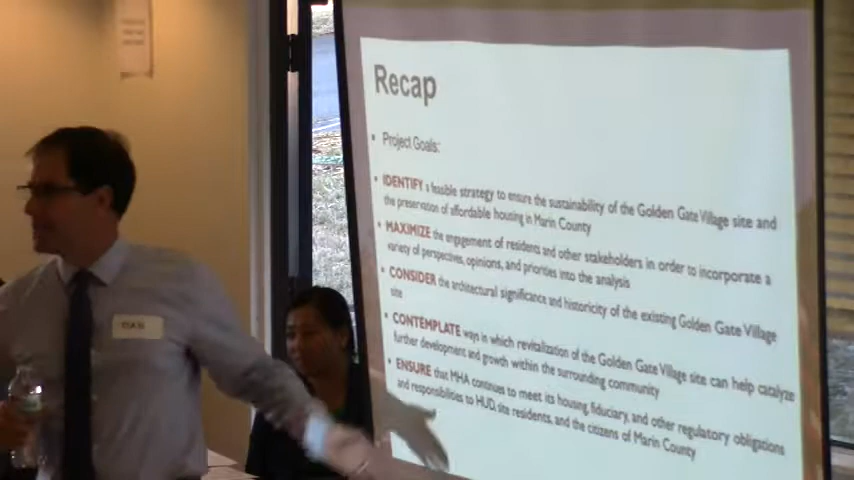 Recap
• Project Goals:
• IDENTIFY a feasible strategy to ensure the sustainability of the Golden Gate Village site and
the preservation of affordable housing in Marin County
• MAXIMIZE the engagement of residents and other stakeholders in order to incorporate a
variety of perspectives, opinions, and priorities into the analysis
• CONSIDER the architectural significance and historicity of the existing Golden Gate Village
site
• CONTEMPLATE ways in which revitalization of the Golden Gate Village site can help catalyze
further development and growth within the surrounding community
• ENSURE that MHA continues to meet its housing, fiduciary, and other regulatory obligations
and responsibilities to HUD, site residents, and the citizens of Marin County